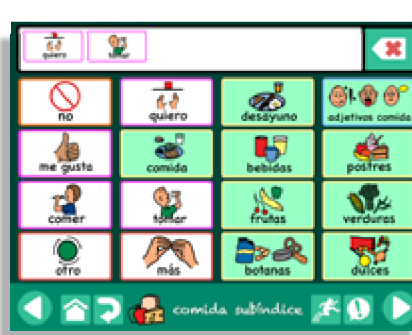 quiero tomar
no quiero desayuno adjetivos comida
me gusta comida bebidas postres
comer tomar frutas verduras
otro más botanas dulces
comida subíndice